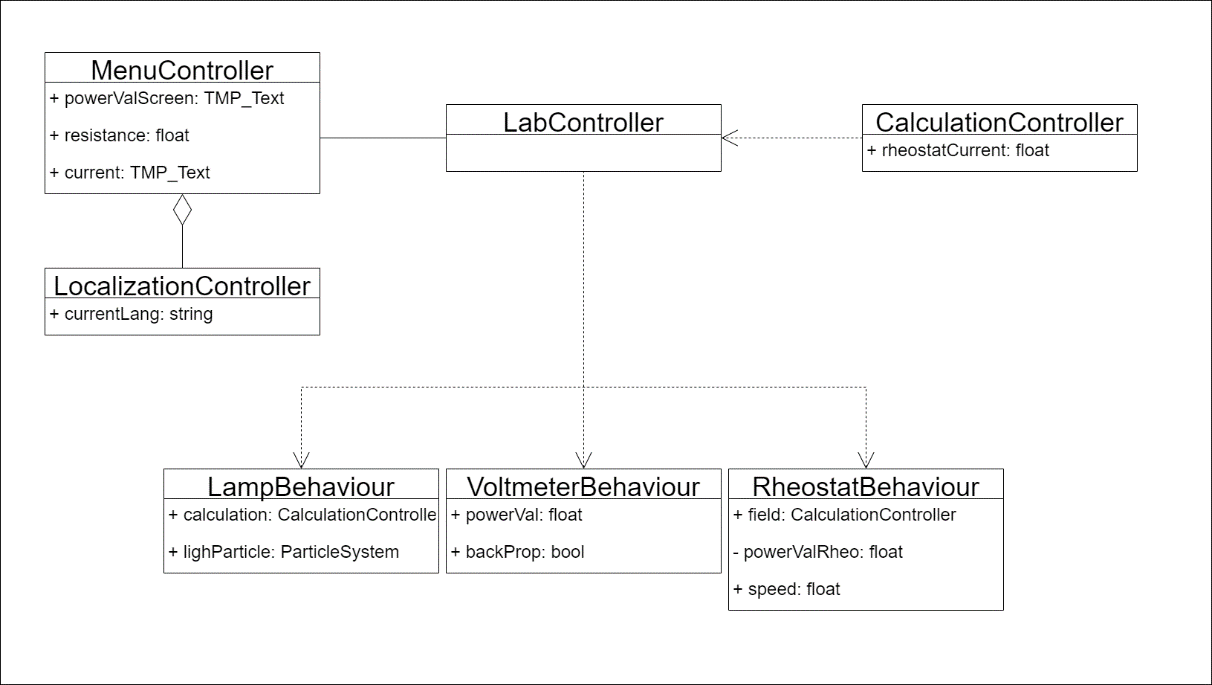 MenuController
+ powerValScreen: TMP_Text
+ resistance: float
+ current: TMP_Text
LabController
CalculationController
+ rheostatCurrent: float
LocalizationController
+ currentLang: string
LampBehaviour
+ calculation: CalculationControlle
+ lighParticle: ParticleSystem
VoltmeterBehaviour
+ powerVal: float
+ backProp: bool
RheostatBehaviour
+ field: CalculationController
- powerValRheo: float
+ speed: float